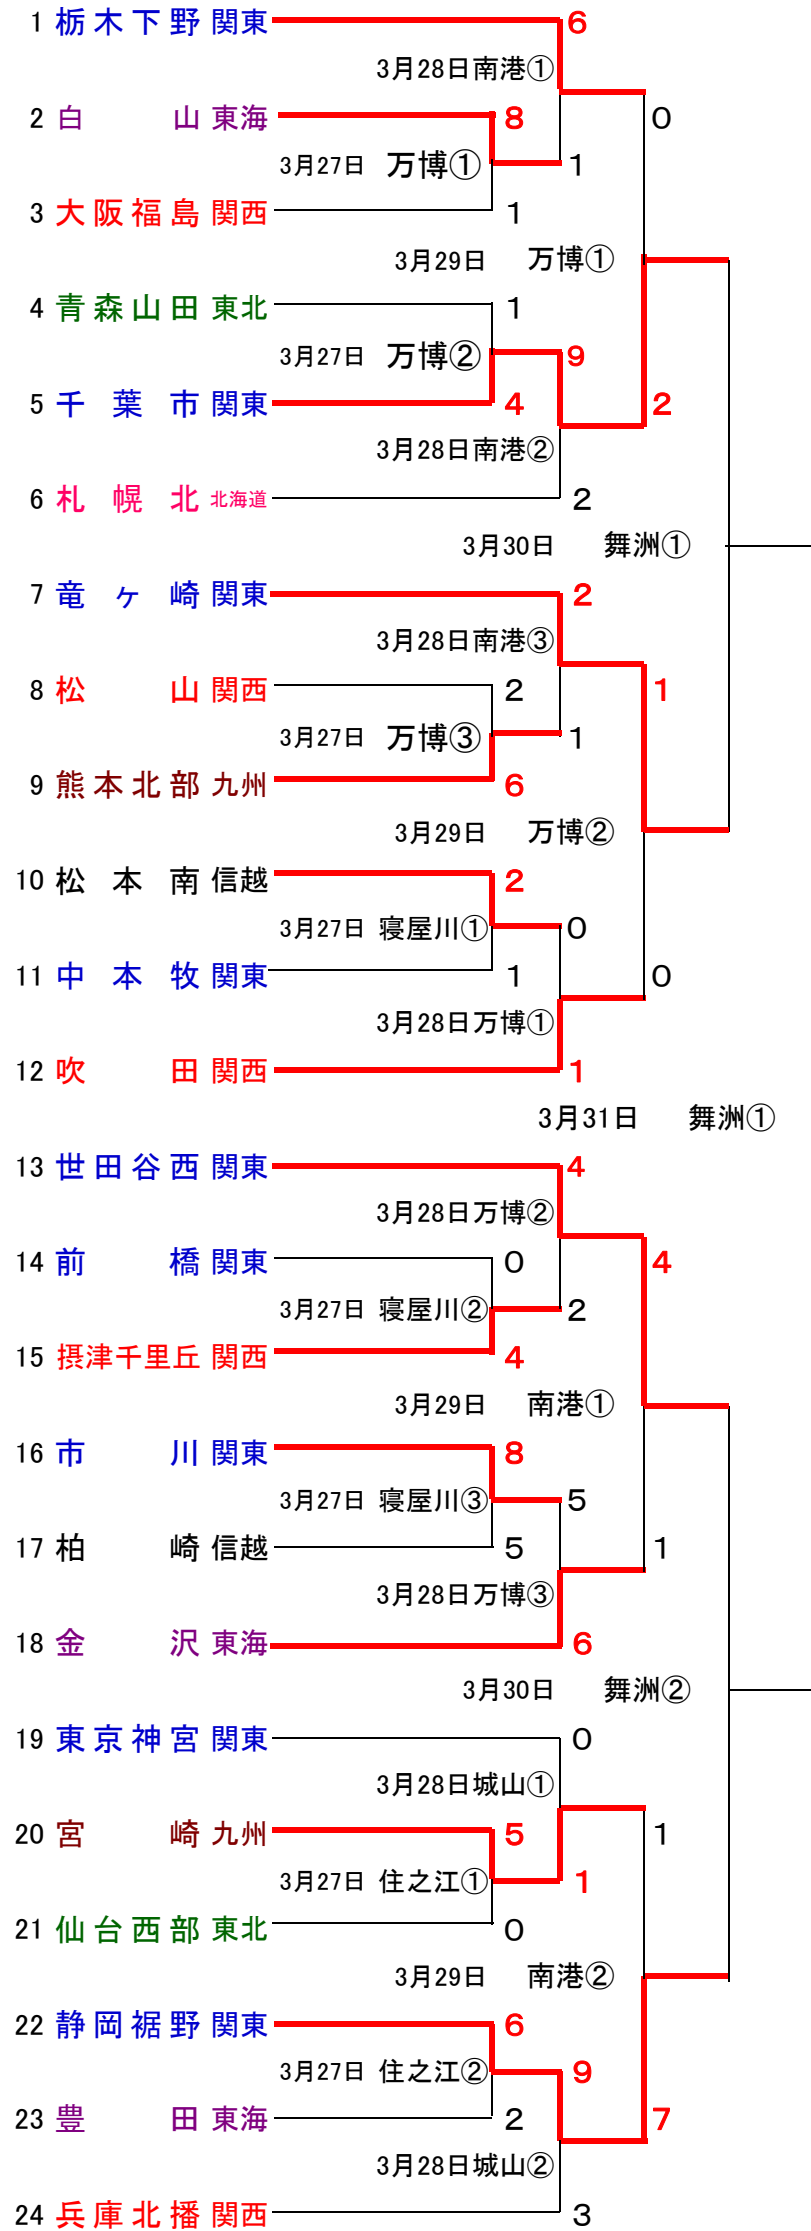 1 栃木下野 関東 6
3月28日南港①
2 白山 東海 8 0
3月27日 万博① 1
3 大阪福島 関西 1
3月29日 万博①
4 青森山田 東北 1
3月27日 万博② 9
5 千葉市 関東 4 2
3月28日南港②
6 札幌北 北海道 2
3月30日 舞洲①
7 竜ヶ崎 関東 2
3月28日南港③
8 松山 関西 2 1
3月27日 万博③ 1
9 熊本北部 九州 6
3月29日 万博②
10 松本南 信越 2
3月27日 寝屋川① 0
11 中本牧 関東 1 0
3月28日万博①
12 吹田 関西 1
3月31日 舞洲①
13 世田谷西 関東 4
3月28日万博②
14 前橋 関東 0 4
3月27日 寝屋川② 2
15 摂津千里丘 関西 4
3月29日 南港①
16 市川 関東 8
3月27日 寝屋川③ 5
17 柏崎 信越 5 1
3月28日万博③
18 金沢 東海 6
3月30日 舞洲②
19 東京神宮 関東 0
3月28日城山①
20 宮崎 九州 5 1
3月27日 住之江① 1
21 仙台西部 東北 0
3月29日 南港②
22 静岡裾野 関東 6
3月27日 住之江② 9
23 豊田 東海 2 7
3月28日城山②
24 兵庫北播 関西 3